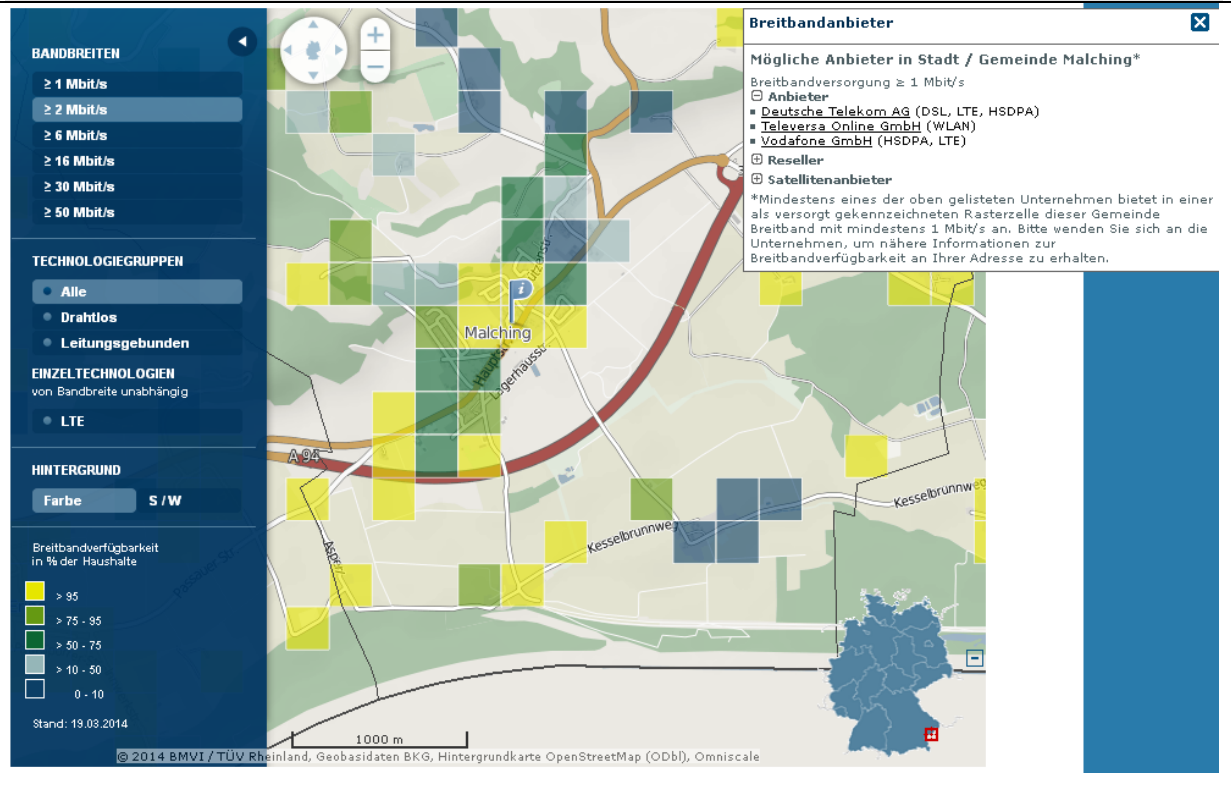 BANDBREITEN
≥ 1 Mbit/s
≥ 2 Mbit/s
≥ 6 Mbit/s
≥ 16 Mbit/s
≥ 30 Mbit/s
≥ 50 Mbit/s
TECHNOLOGIEGRUPPEN
Alle
Drahtlos
Leitungsgebunden
EINZELTECHNOLOGIEN
von Bandbreite unabhängig
LTE
HINTERGRUND
Farbe S / W
Breitbandverfügbarkeit
in % der Haushalte
> 95
> 75 - 95
> 50 - 75
> 10 - 50
0 - 10
Stand: 19.03.2014
Passauer Str.
Malching
Hauptstr.
Lagerhausstr.
A 94
Kesselbrunnweg
Kesselbrunnweg
1000 m
© 2014 BMVI / TÜV Rheinland, Geobasidaten BKG, Hintergrundkarte OpenStreetMap (ODbl), Omniscale
Breitbandanbieter
Mögliche Anbieter in Stadt / Gemeinde Malching*
Breitbandversorgung ≥ 1 Mbit/s
Anbieter
Deutsche Telekom AG (DSL, LTE, HSDPA)
Televersa Online GmbH (WLAN)
Vodafone GmbH (HSDPA, LTE)
Reseller
Satellitenanbieter
*Mindestens eines der oben gelisteten Unternehmen bietet in einer
als versorgt gekennzeichneten Rasterzelle dieser Gemeinde
Breitband mit mindestens 1 Mbit/s an. Bitte wenden Sie sich an die
Unternehmen, um nähere Informationen zur
Breitbandverfügbarkeit an Ihrer Adresse zu erhalten.